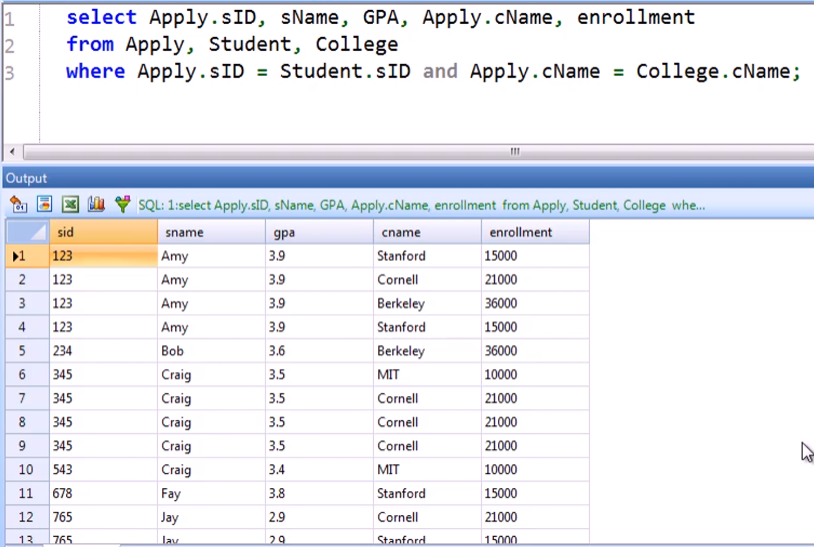 1 select Apply.sID, sName, GPA, Apply.cName, enrollment
2 from Apply, Student, College
3 where Apply.sID = Student.sID and Apply.cName = College.cName;
Output
SQL: 1:select Apply.sID, sName, GPA, Apply.cName, enrollment from Apply, Student, College whe...
sid sname gpa cname enrollment
1 123 Amy 3.9 Stanford 15000
2 123 Amy 3.9 Cornell 21000
3 123 Amy 3.9 Berkeley 36000
4 123 Amy 3.9 Stanford 15000
5 234 Bob 3.6 Berkeley 36000
6 345 Craig 3.5 MIT 10000
7 345 Craig 3.5 Cornell 21000
8 345 Craig 3.5 Cornell 21000
9 345 Craig 3.5 Cornell 21000
10 543 Craig 3.4 MIT 10000
11 678 Fay 3.8 Stanford 15000
12 765 Jay 2.9 Cornell 21000
13 765 Jay 2.9 Stanford 15000